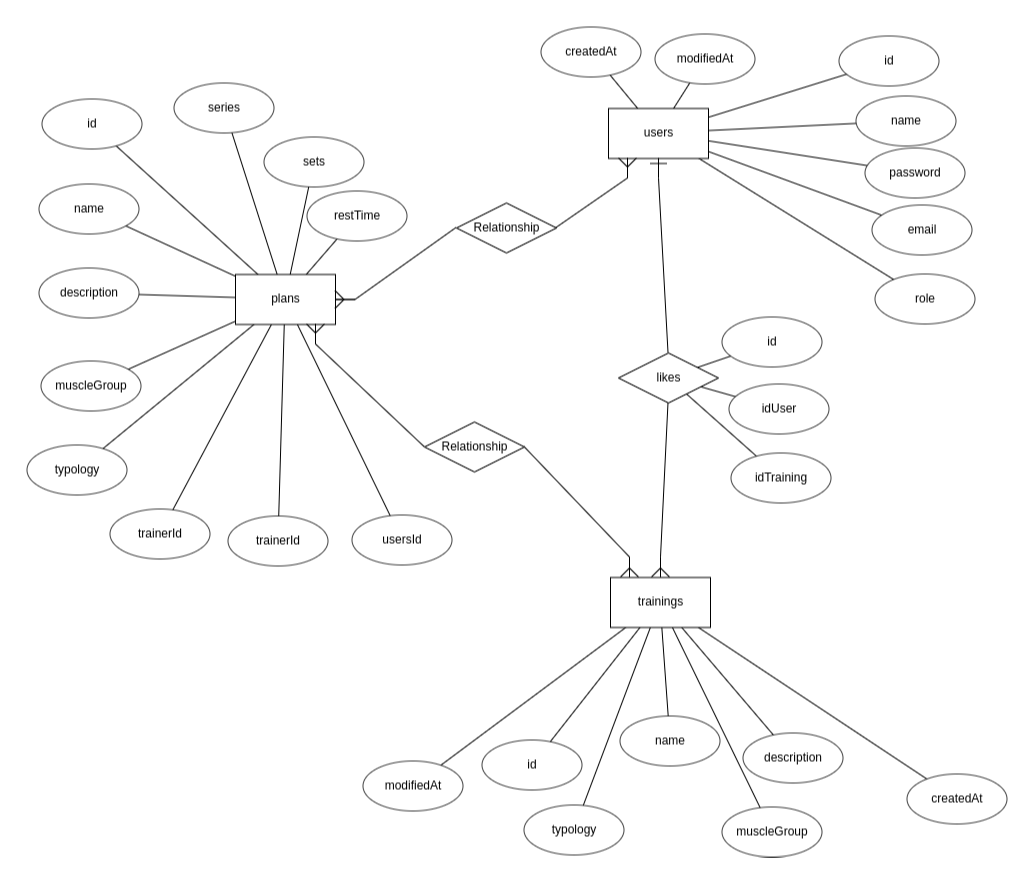 createdAt
modifiedAt
id
name
password
email
role
users
id
series
sets
restTime
name
description
muscleGroup
typology
trainerId
trainerId
usersId
plans
Relationship
Relationship
likes
id
idUser
idTraining
trainings
modifiedAt
id
typology
name
muscleGroup
description
createdAt